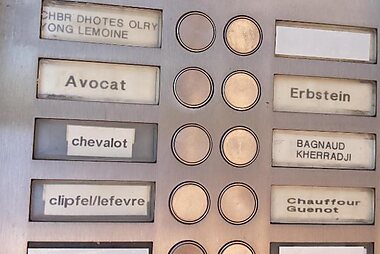 CHBR DHOTES OLRY
YONG LEMOINE
Avocat
Erbstein
chevalot
BAGNAUD
KHERRADJI
clipfel/lefevre
Chauffour
Guenot